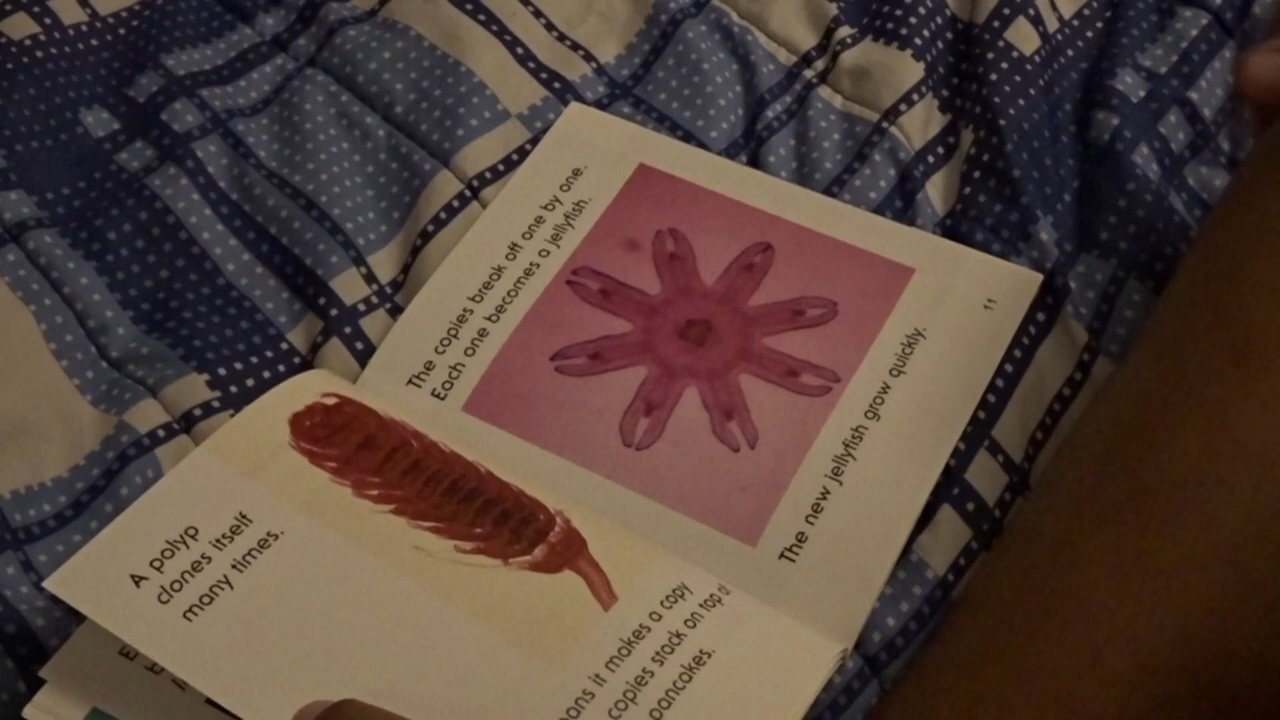 A polyp
clones itself
many times.
it makes a copy
copies stack on top
pancakes.
The copies break off one by one.
Each one becomes a jellyfish.
The new jellyfish grow quickly.
11